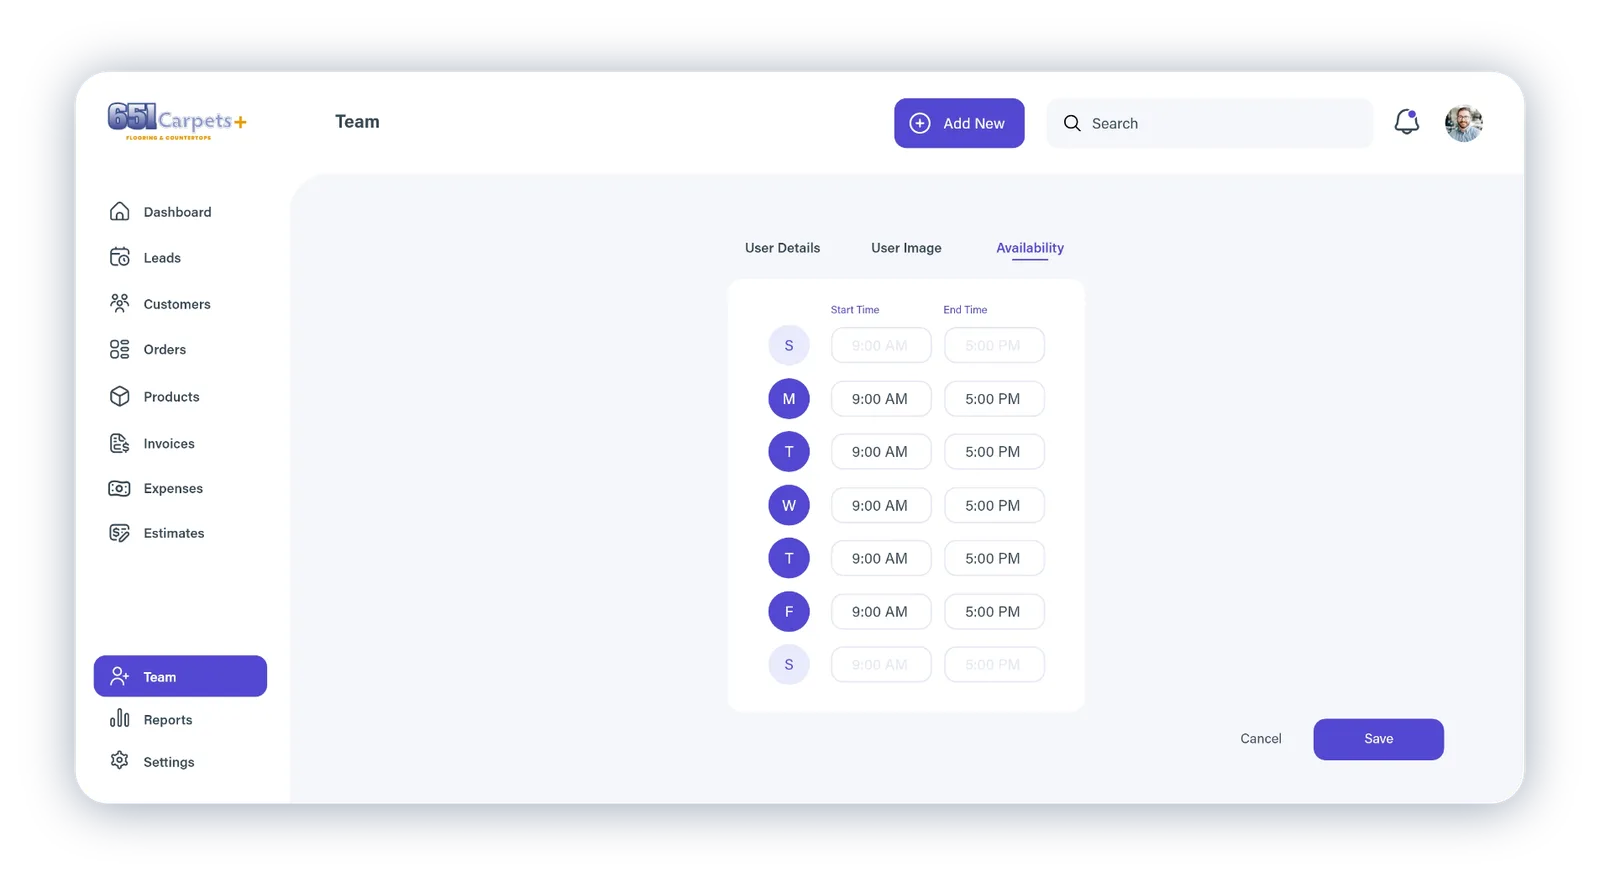 651 Carpets+
FLOORING & COUNTERTOPS
Team
Add New
Search
Dashboard
Leads
Customers
Orders
Products
Invoices
Expenses
Estimates
Team
Reports
Settings
User Details
User Image
Availability
Start Time
End Time
S
9:00 AM
5:00 PM
M
9:00 AM
5:00 PM
T
9:00 AM
5:00 PM
W
9:00 AM
5:00 PM
T
9:00 AM
5:00 PM
F
9:00 AM
5:00 PM
S
9:00 AM
5:00 PM
Cancel
Save